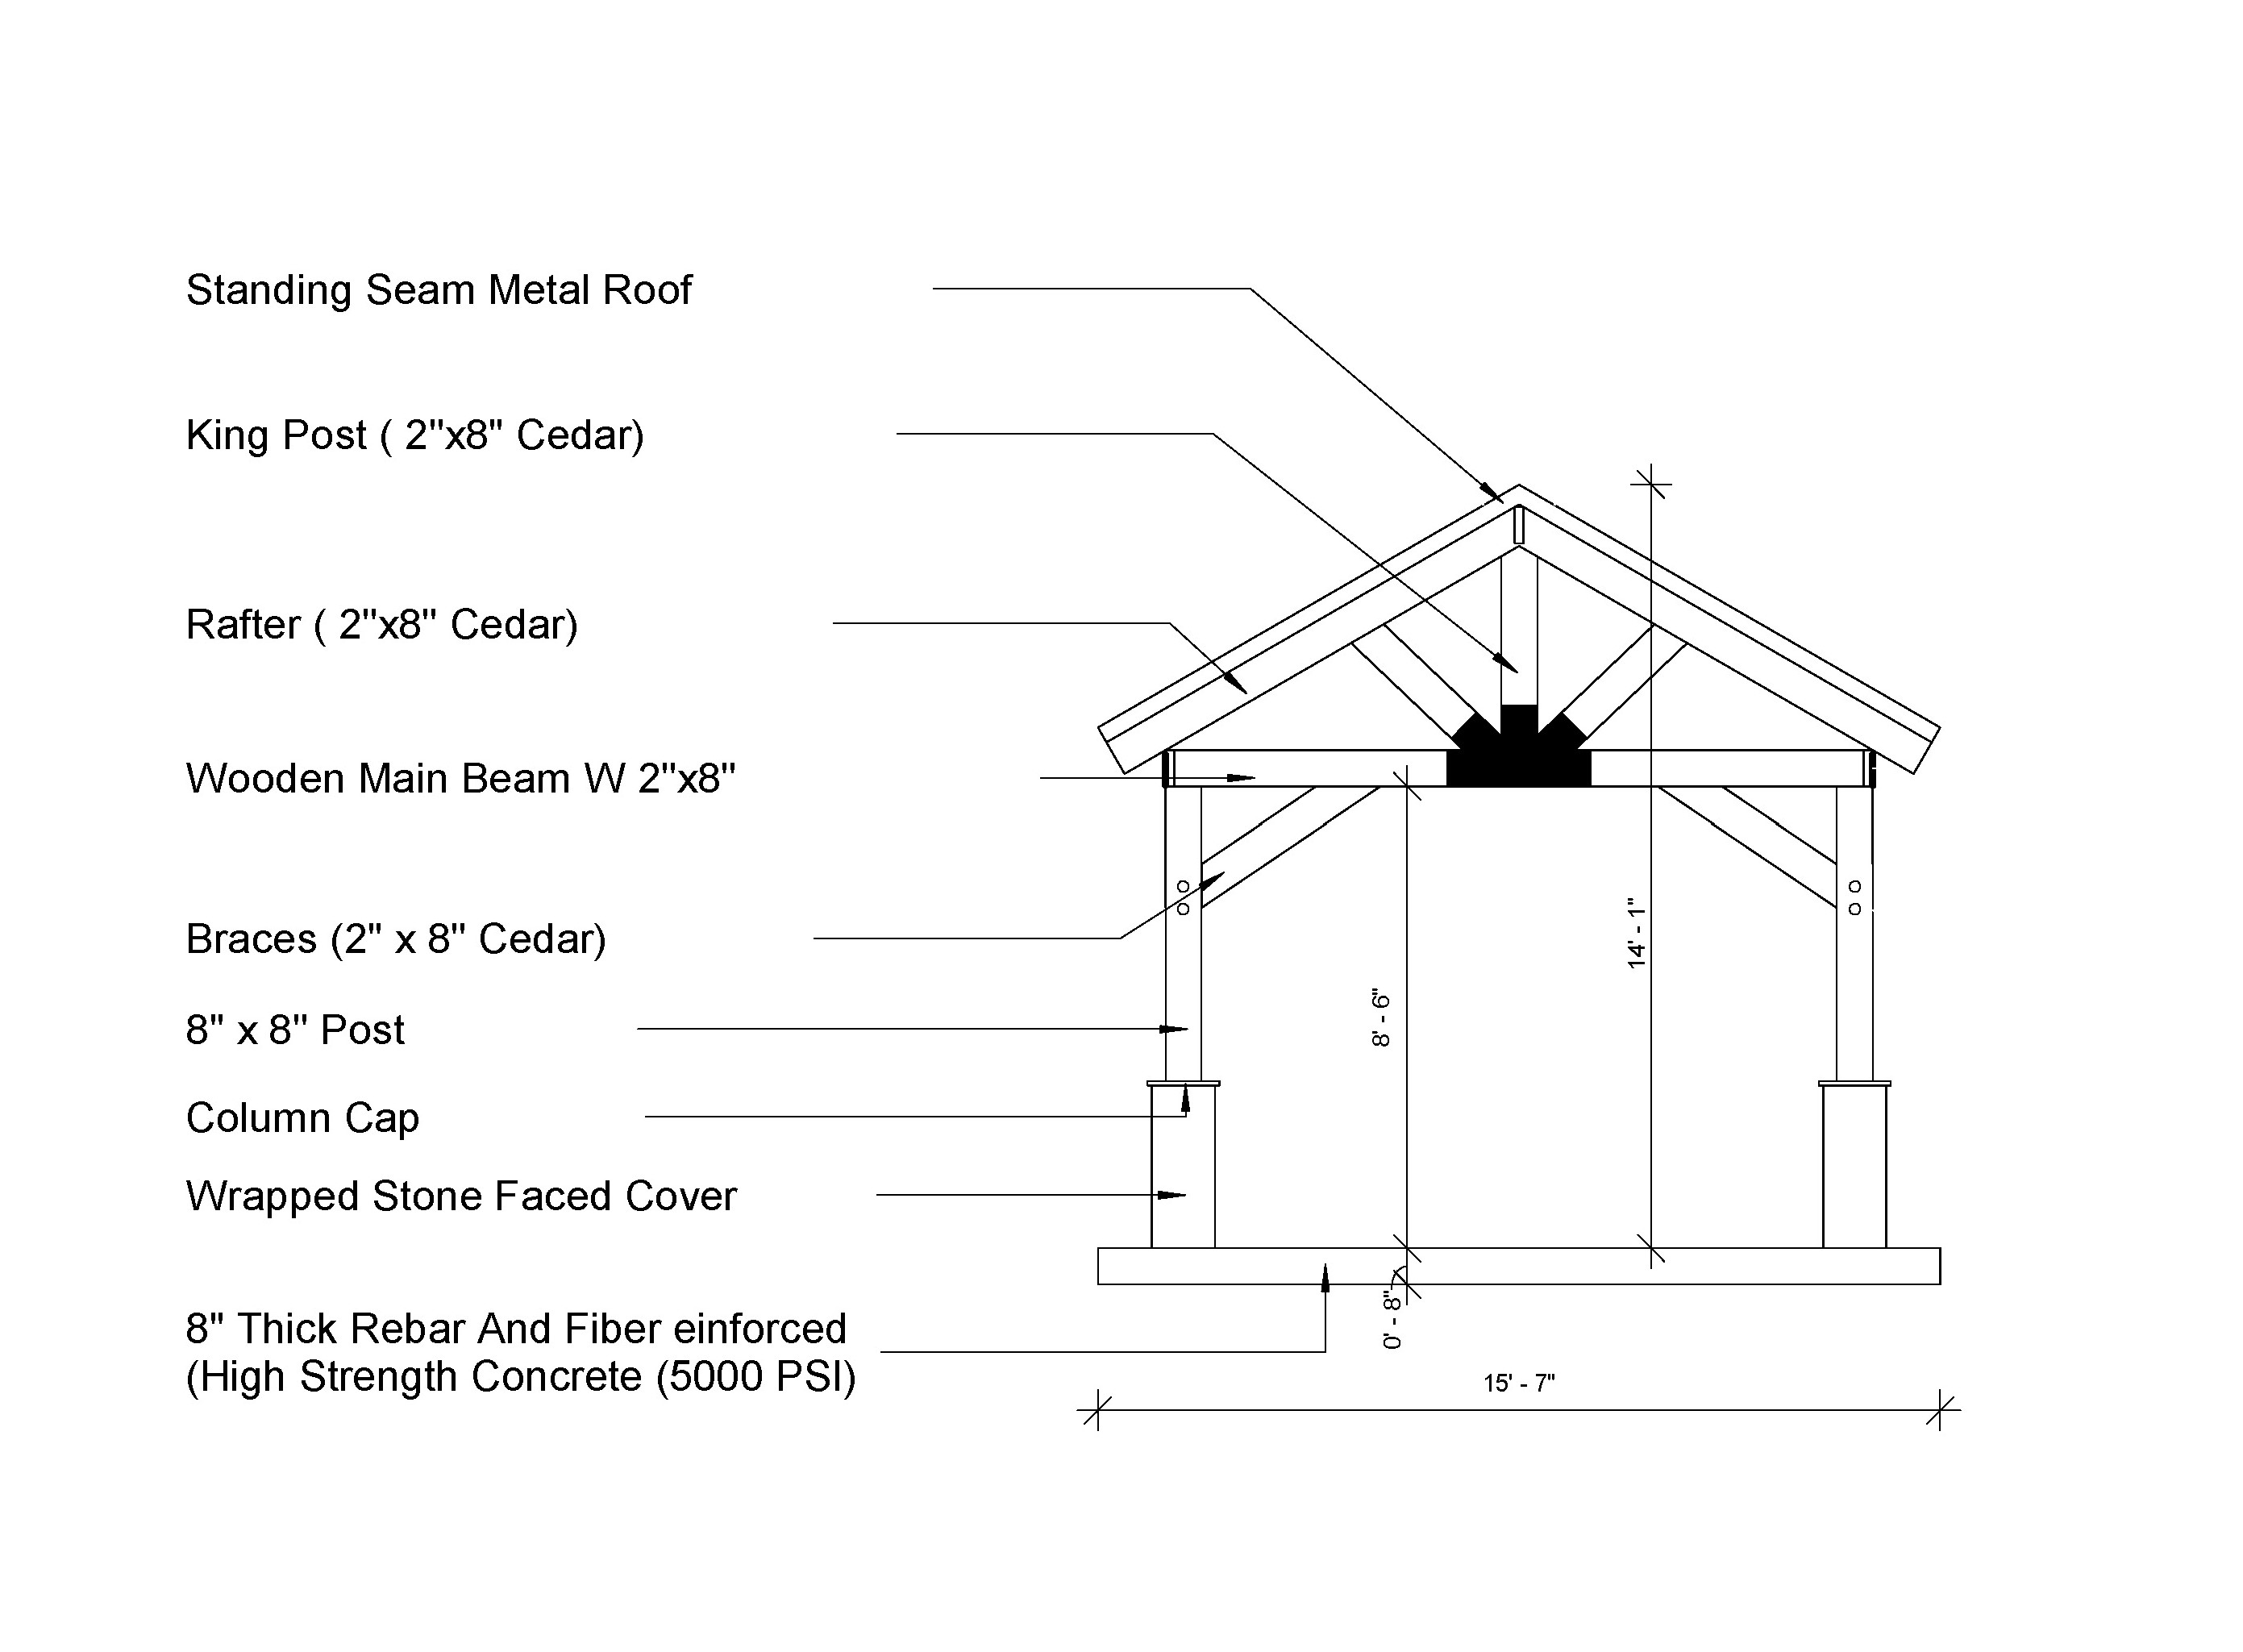 Standing Seam Metal Roof
King Post ( 2"x8" Cedar)
Rafter ( 2"x8" Cedar)
Wooden Main Beam W 2"x8"
Braces (2" x 8" Cedar)
8" x 8" Post
Column Cap
Wrapped Stone Faced Cover
8" Thick Rebar And Fiber einforced
(High Strength Concrete (5000 PSI)
14' - 1"
8' - 6"
0' - 8"
15' - 7"